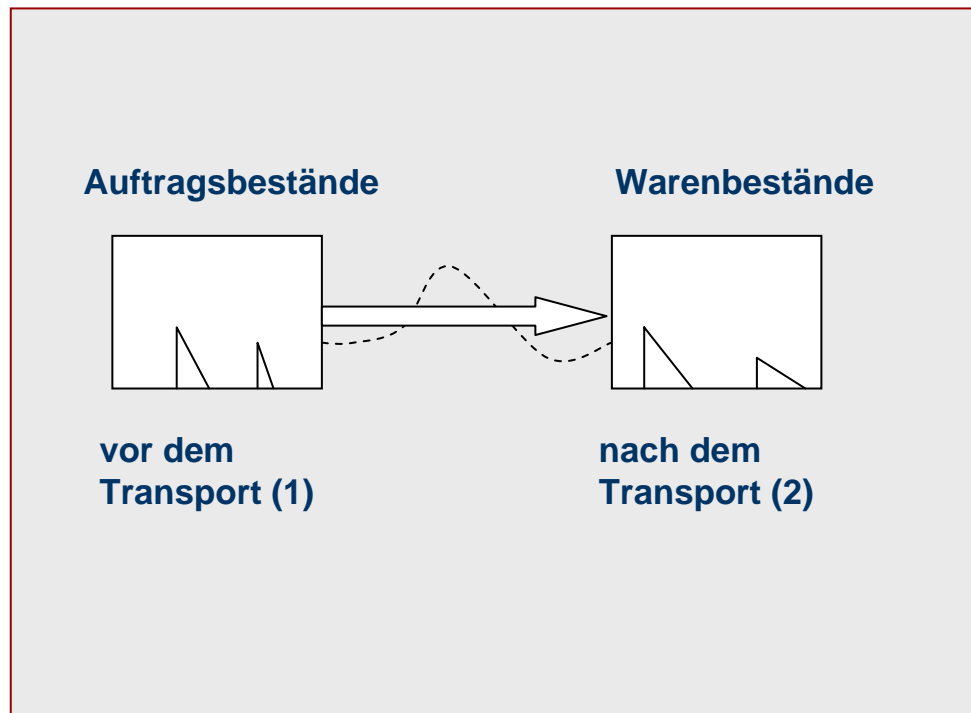 Auftragsbestände
Warenbestände
vor dem
Transport (1)
nach dem
Transport (2)